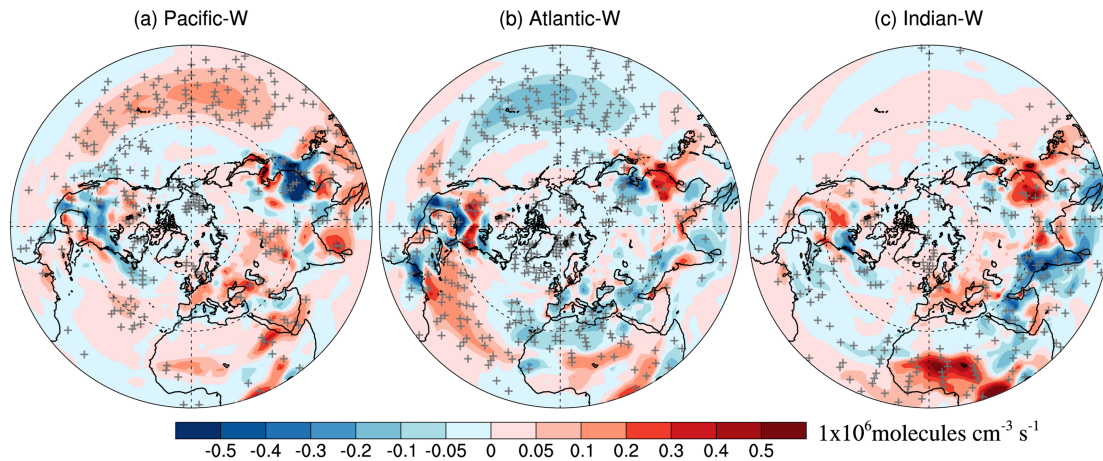 (a) Pacific-W
(b) Atlantic-W
(c) Indian-W
-0.5 -0.4 -0.3 -0.2 -0.1 -0.05 0 0.05 0.1 0.2 0.3 0.4 0.5
1x10⁶molecules cm⁻³ s⁻¹